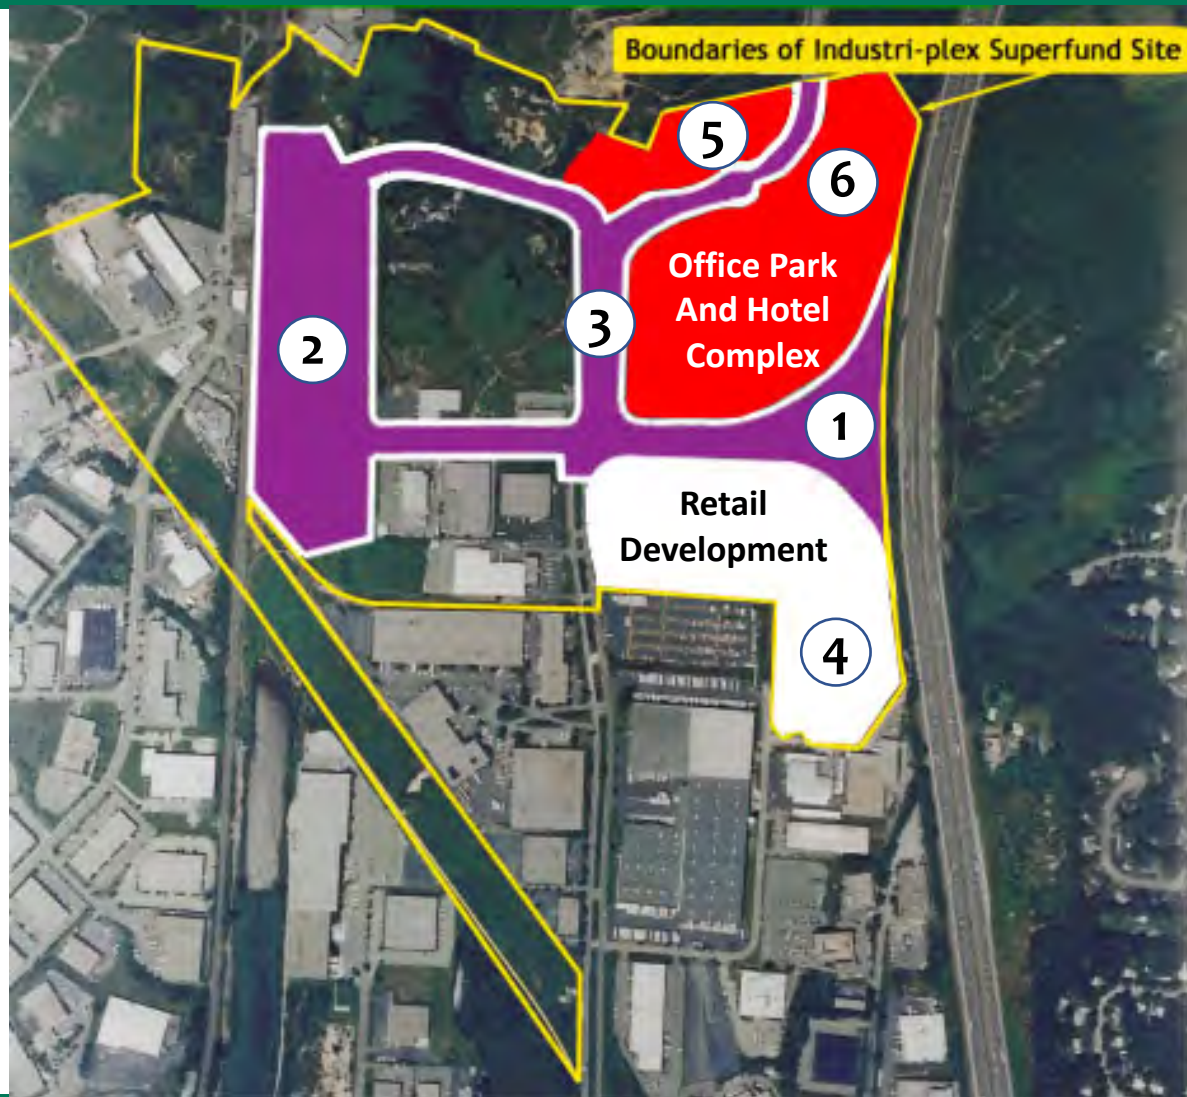 Boundaries of Industri-plex Superfund Site
5
6
Office Park
And Hotel
Complex
3
2
1
Retail
Development
4